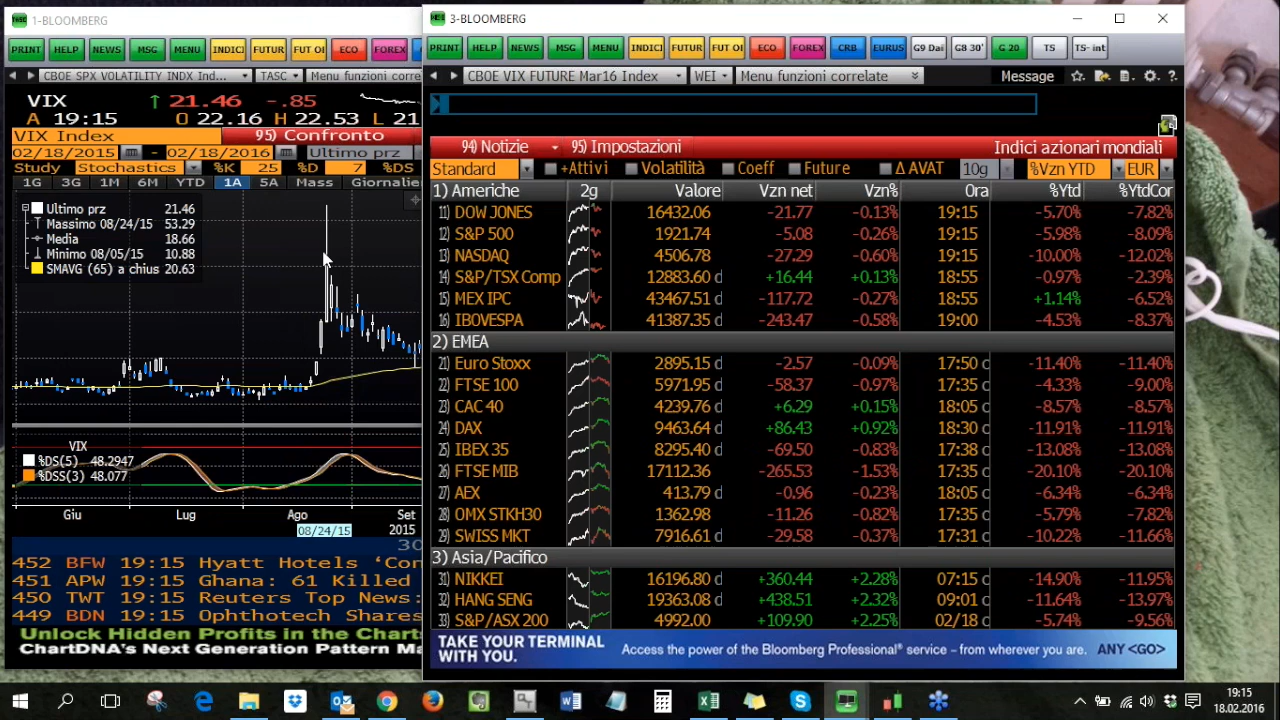 1-BLOOMBERG
PRINT HELP NEWS MSG MENU INDICI FUTUR FUT OI ECO FOREX
CBOE SPX VOLATILITY INDX Ind... TASC Menu funzioni corre
VIX 21.46 -.85
A 19:15 O 22.16 H 22.53 L 21
VIX Index 95) Confronto
02/18/2015 - 02/18/2016 Ultimo prz
Study Stochastics %K 25 %D 7 %DS
1G 3G 1M 6M YTD 1A 5A Mass Giornalie
Ultimo prz 21.46
Massimo 08/24/15 53.29
Media 18.66
Minimo 08/05/15 10.88
SMAVG (65) a chius 20.63
VIX
%DS(5) 48.2947
%DSS(3) 48.077
Giu Lug Ago Set
08/24/15 2015
30
452 BFW 19:15 Hyatt Hotels ‘Con
451 APW 19:15 Ghana: 61 Killed
450 TWT 19:15 Reuters Top News:
449 BDN 19:15 Ophthotech Shares
Unlock Hidden Profits in the Charts
ChartDNA's Next Generation Pattern Ma
3-BLOOMBERG
PRINT HELP NEWS MSG MENU INDICI FUTUR FUT OI ECO FOREX CRB EURUS G9 Dai G8 30' G 20 TS TS- int
CBOE VIX FUTURE Mar16 Index WEI Menu funzioni correlate Message
94) Notizie 95) Impostazioni Indici azionari mondiali
Standard +Attivi Volatilità Coeff Future Δ AVAT 10g %Vzn YTD EUR
1) Americhe 2g Valore Vzn net Vzn% Ora %Ytd %YtdCor
11) DOW JONES 16432.06 -21.77 -0.13% 19:15 -5.70% -7.82%
12) S&P 500 1921.74 -5.08 -0.26% 19:15 -5.98% -8.09%
13) NASDAQ 4506.78 -27.29 -0.60% 19:15 -10.00% -12.02%
14) S&P/TSX Comp 12883.60 d +16.44 +0.13% 18:55 -0.97% -2.39%
15) MEX IPC 43467.51 d -117.72 -0.27% 18:55 +1.14% -6.52%
16) IBOVESPA 41387.35 d -243.47 -0.58% 19:00 -4.53% -8.37%
2) EMEA
21) Euro Stoxx 2895.15 d -2.57 -0.09% 17:50 c -11.40% -11.40%
22) FTSE 100 5971.95 d -58.37 -0.97% 17:35 c -4.33% -9.00%
23) CAC 40 4239.76 d +6.29 +0.15% 18:05 c -8.57% -8.57%
24) DAX 9463.64 d +86.43 +0.92% 18:30 c -11.91% -11.91%
25) IBEX 35 8295.40 d -69.50 -0.83% 17:38 c -13.08% -13.08%
26) FTSE MIB 17112.36 d -265.53 -1.53% 17:35 c -20.10% -20.10%
27) AEX 413.79 d -0.96 -0.23% 18:05 c -6.34% -6.34%
28) OMX STKH30 1362.98 d -11.26 -0.82% 17:35 c -5.79% -7.82%
29) SWISS MKT 7916.61 d -29.58 -0.37% 17:31 c -10.22% -11.66%
3) Asia/Pacifico
31) NIKKEI 16196.80 d +360.44 +2.28% 07:15 c -14.90% -11.95%
32) HANG SENG 19363.08 d +438.51 +2.32% 09:01 c -11.64% -13.97%
33) S&P/ASX 200 4992.00 d +109.90 +2.25% 02/18 c -5.74% -9.56%
TAKE YOUR TERMINAL WITH YOU. Access the power of the Bloomberg Professional® service – from wherever you are. ANY <GO>
19:15
18.02.2016